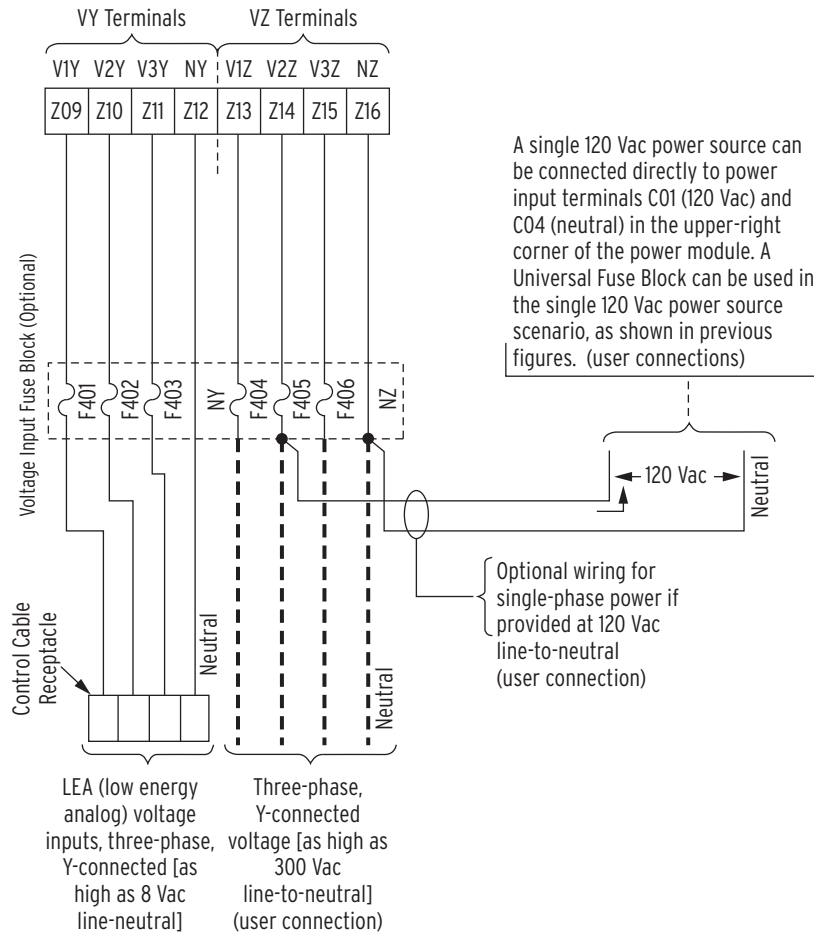 VY Terminals
VZ Terminals
V1Y V2Y V3Y NY V1Z V2Z V3Z NZ
Z09 Z10 Z11 Z12 Z13 Z14 Z15 Z16
A single 120 Vac power source can
be connected directly to power
input terminals C01 (120 Vac) and
C04 (neutral) in the upper-right
corner of the power module. A
Universal Fuse Block can be used in
the single 120 Vac power source
scenario, as shown in previous
figures. (user connections)
Voltage Input Fuse Block (Optional)
F401
F402
F403
NY
F404
F405
F406
NZ
120 Vac
Neutral
Optional wiring for
single-phase power if
provided at 120 Vac
line-to-neutral
(user connection)
Control Cable
Receptacle
Neutral
Neutral
LEA (low energy
analog) voltage
inputs, three-phase,
Y-connected [as
high as 8 Vac
line-neutral]
Three-phase,
Y-connected
voltage [as high as
300 Vac
line-to-neutral]
(user connection)